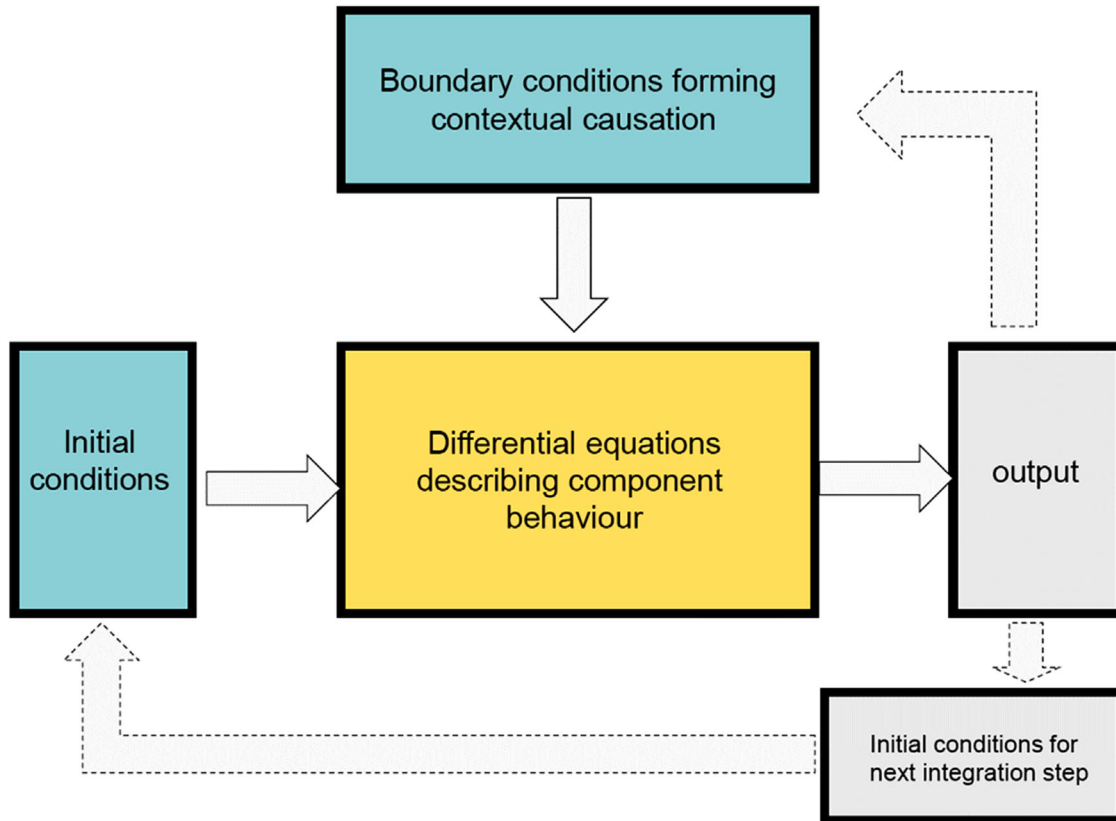 Boundary conditions forming
contextual causation
Initial
conditions
Differential equations
describing component
behaviour
output
Initial conditions for
next integration step